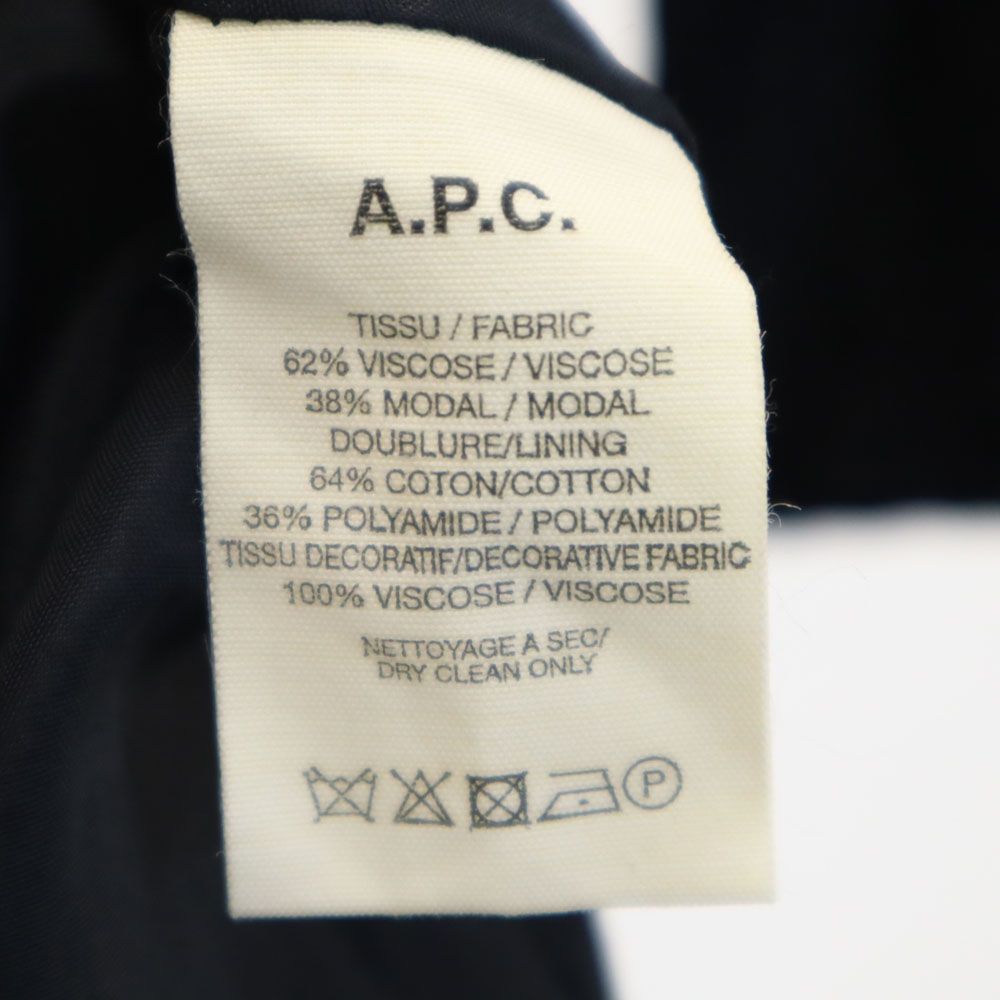 A.P.C.
TISSU / FABRIC
62% VISCOSE / VISCOSE
38% MODAL / MODAL
DOUBLURE/LINING
64% COTON/COTTON
36% POLYAMIDE / POLYAMIDE
TISSU DECORATIF/DECORATIVE FABRIC
100% VISCOSE / VISCOSE
NETTOYAGE A SEC/
DRY CLEAN ONLY
P